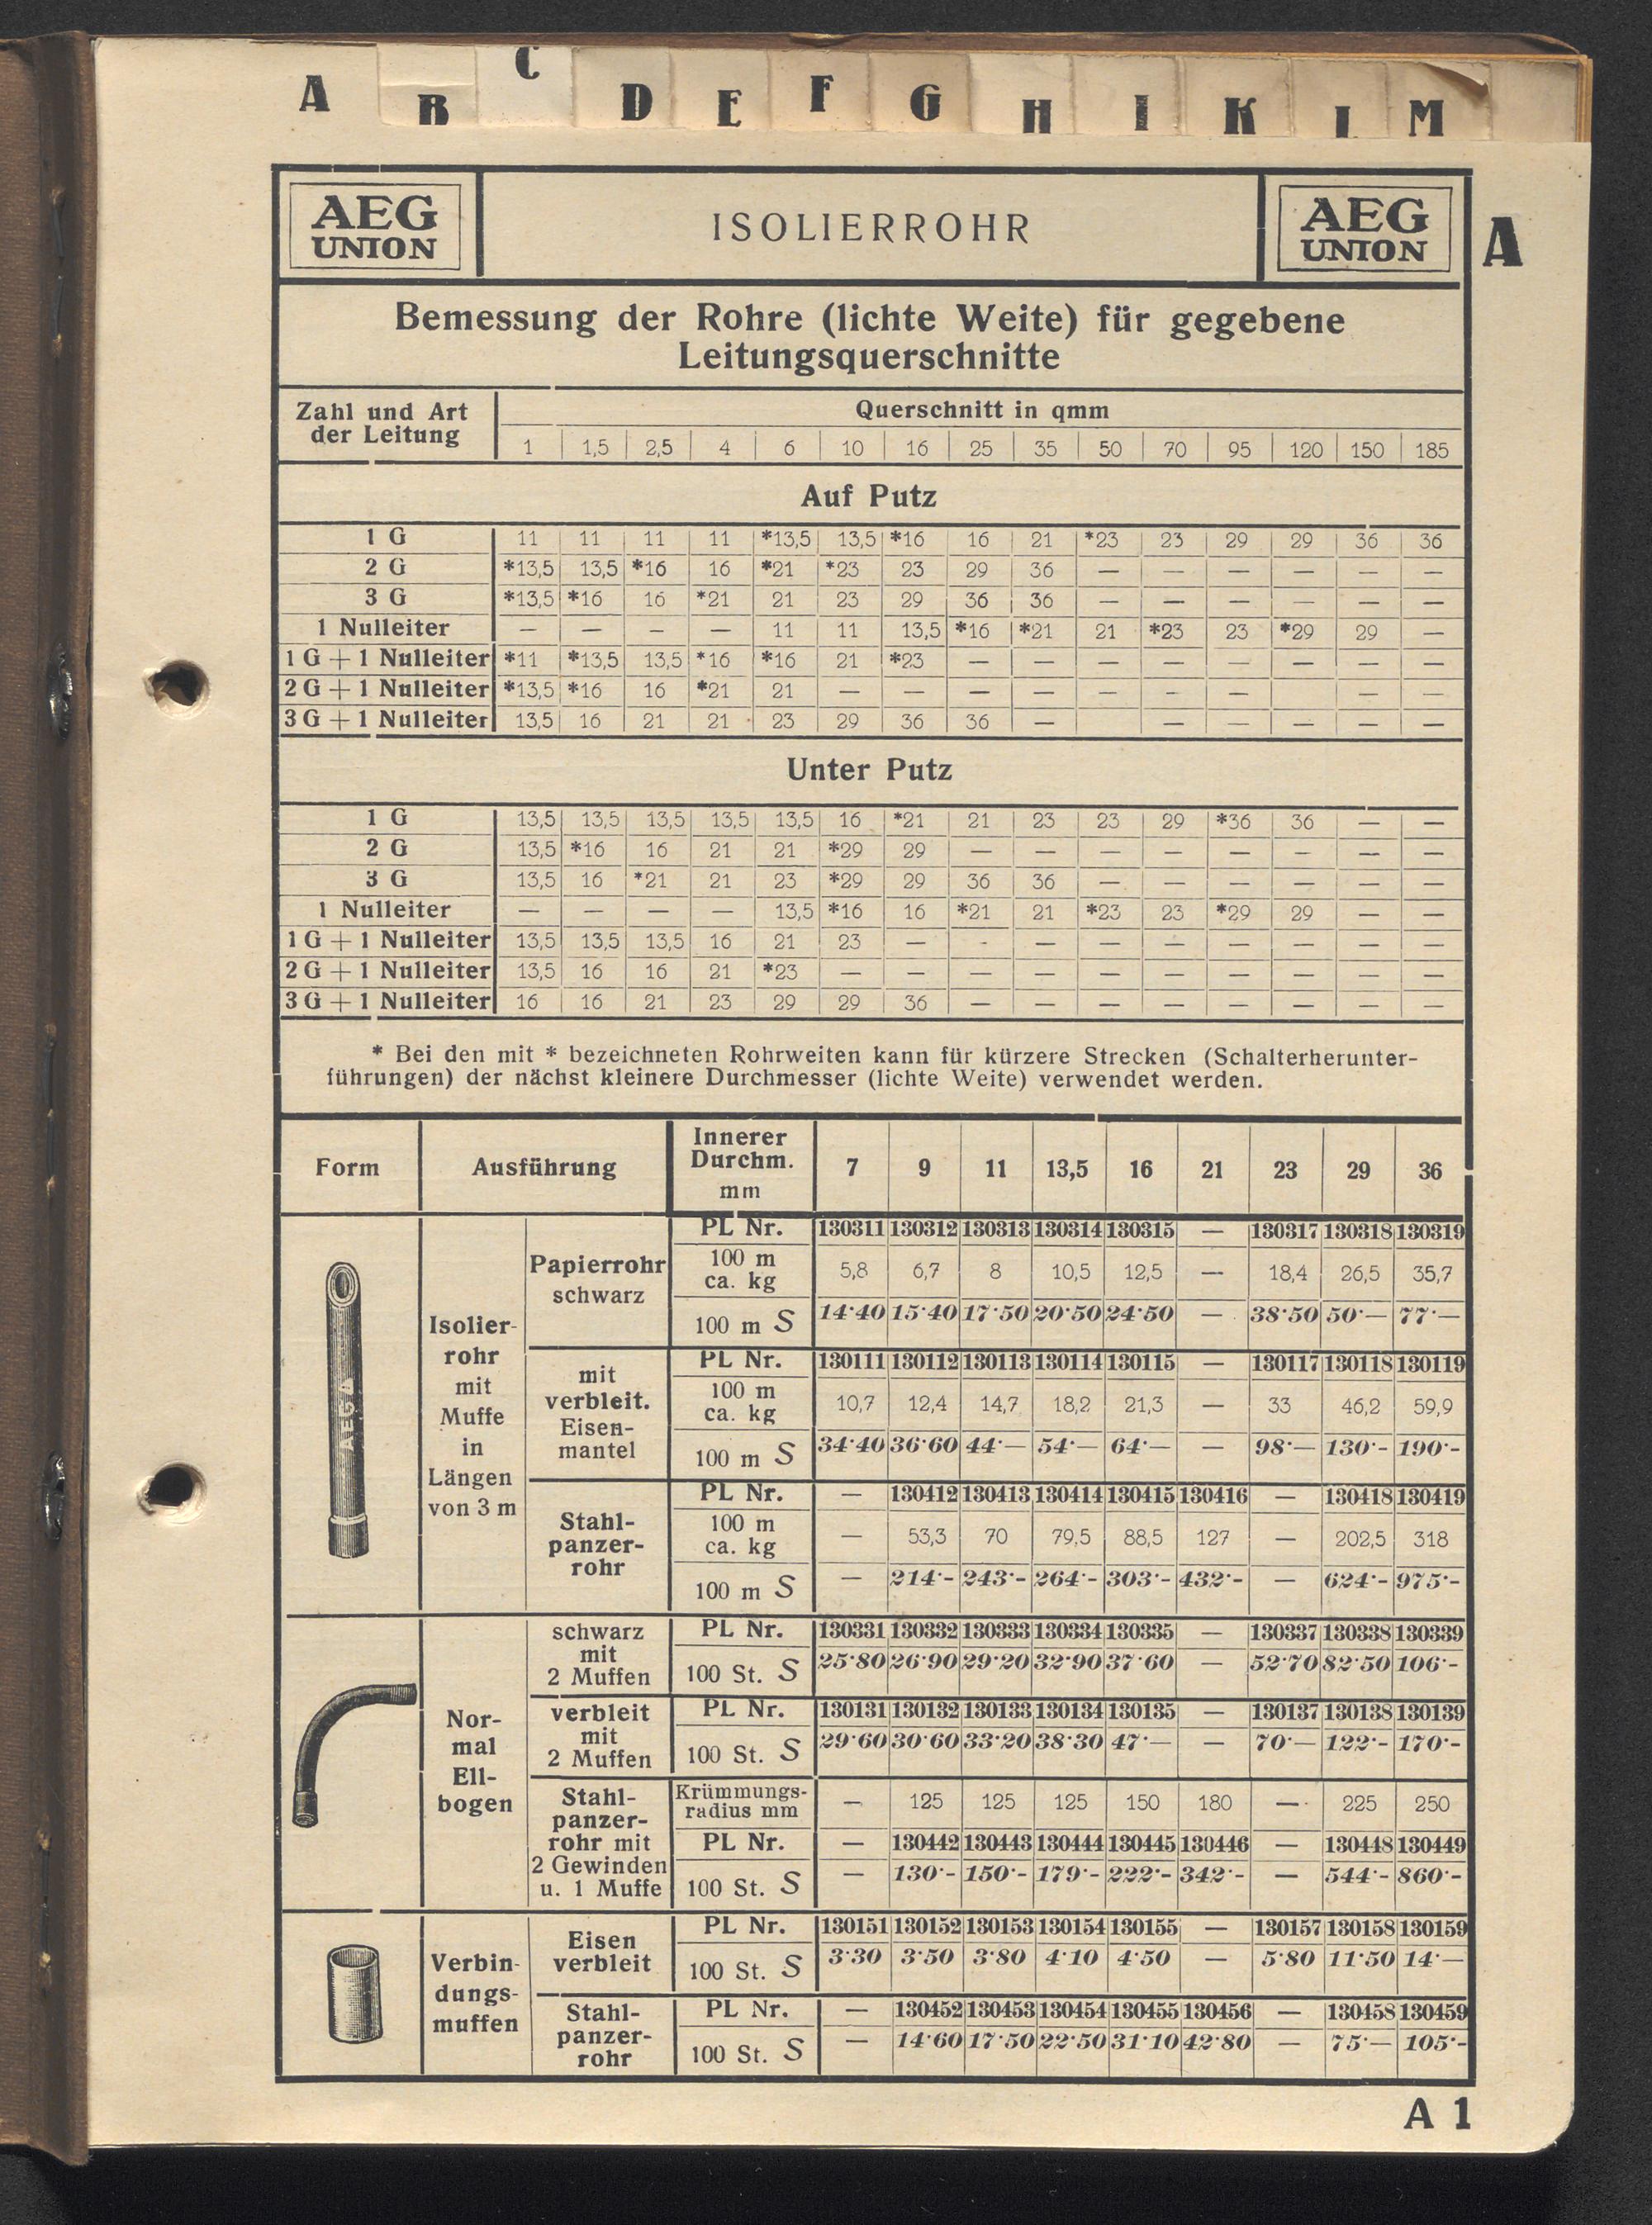 A B C D E F G H I K L M
AEG
UNION
ISOLIERROHR
AEG
UNION
A
Bemessung der Rohre (lichte Weite) für gegebene
Leitungsquerschnitte
Zahl und Art
der Leitung
Querschnitt in qmm
1 1,5 2,5 4 6 10 16 25 35 50 70 95 120 150 185
Auf Putz
1 G 11 11 11 11 *13,5 13,5 *16 16 21 *23 23 29 29 36 36
2 G *13,5 13,5 *16 16 *21 *23 23 29 36 — — — — — —
3 G *13,5 *16 16 *21 21 23 29 36 36 — — — — — —
1 Nulleiter — — — — 11 11 13,5 *16 *21 21 *23 23 *29 29 —
1 G + 1 Nulleiter *11 *13,5 13,5 *16 *16 21 *23 — — — — — — — —
2 G + 1 Nulleiter *13,5 *16 16 *21 21 — — — — — — — — —
3 G + 1 Nulleiter 13,5 16 21 21 23 29 36 36 — — — — — —
Unter Putz
1 G 13,5 13,5 13,5 13,5 13,5 16 *21 21 23 23 29 *36 36 — —
2 G 13,5 *16 16 21 21 *29 29 — — — — — — — —
3 G 13,5 16 *21 21 23 *29 29 36 36 — — — — — —
1 Nulleiter — — — — 13,5 *16 16 *21 21 *23 23 *29 29 — —
1 G + 1 Nulleiter 13,5 13,5 13,5 16 21 23 — — — — — — — — —
2 G + 1 Nulleiter 13,5 16 16 21 *23 — — — — — — — — — —
3 G + 1 Nulleiter 16 16 21 23 29 29 36 — — — — — — — —
* Bei den mit * bezeichneten Rohrweiten kann für kürzere Strecken (Schalterherunter-
führungen) der nächst kleinere Durchmesser (lichte Weite) verwendet werden.
Form
Ausführung
Innerer
Durchm.
mm
7 9 11 13,5 16 21 23 29 36
AEGA
Isolier-
rohr
mit
Muffe
in
Längen
von 3 m
Papierrohr
schwarz
PL Nr. 130311 130312 130313 130314 130315 — 130317 130318 130319
100 m
ca. kg 5,8 6,7 8 10,5 12,5 — 18,4 26,5 35,7
100 m S 14·40 15·40 17·50 20·50 24·50 — 38·50 50·— 77·—
mit
verbleit.
Eisen-
mantel
PL Nr. 130111 130112 130113 130114 130115 — 130117 130118 130119
100 m
ca. kg 10,7 12,4 14,7 18,2 21,3 — 33 46,2 59,9
100 m S 34·40 36·60 44·— 54·— 64·— — 98·— 130·- 190·-
Stahl-
panzer-
rohr
PL Nr. — 130412 130413 130414 130415 130416 — 130418 130419
100 m
ca. kg — 53,3 70 79,5 88,5 127 — 202,5 318
100 m S — 214·- 243·- 264·- 303·- 432·- — 624·- 975·-
Nor-
mal
Ell-
bogen
schwarz
mit
2 Muffen
PL Nr. 130331 130332 130333 130334 130335 — 130337 130338 130339
100 St. S 25·80 26·90 29·20 32·90 37·60 — 52·70 82·50 106·-
verbleit
mit
2 Muffen
PL Nr. 130131 130132 130133 130134 130135 — 130137 130138 130139
100 St. S 29·60 30·60 33·20 38·30 47·— — 70·— 122·- 170·-
Stahl-
panzer-
rohr mit
2 Gewinden
u. 1 Muffe
Krümmungs-
radius mm — 125 125 125 150 180 — 225 250
PL Nr. — 130442 130443 130444 130445 130446 — 130448 130449
100 St. S — 130·- 150·- 179·- 222·- 342·- — 544·- 860·-
Verbin-
dungs-
muffen
Eisen
verbleit
PL Nr. 130151 130152 130153 130154 130155 — 130157 130158 130159
100 St. S 3·30 3·50 3·80 4·10 4·50 — 5·80 11·50 14·—
Stahl-
panzer-
rohr
PL Nr. — 130452 130453 130454 130455 130456 — 130458 130459
100 St. S — 14·60 17·50 22·50 31·10 42·80 — 75·— 105·-
A 1